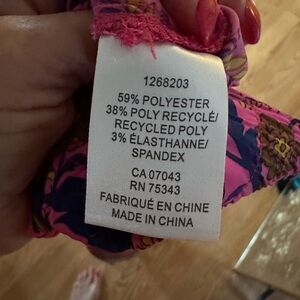 1268203
59% POLYESTER
38% POLY RECYCLÉ/
RECYCLED POLY
3% ÉLASTHANNE/
SPANDEX
CA 07043
RN 75343
FABRIQUÉ EN CHINE
MADE IN CHINA